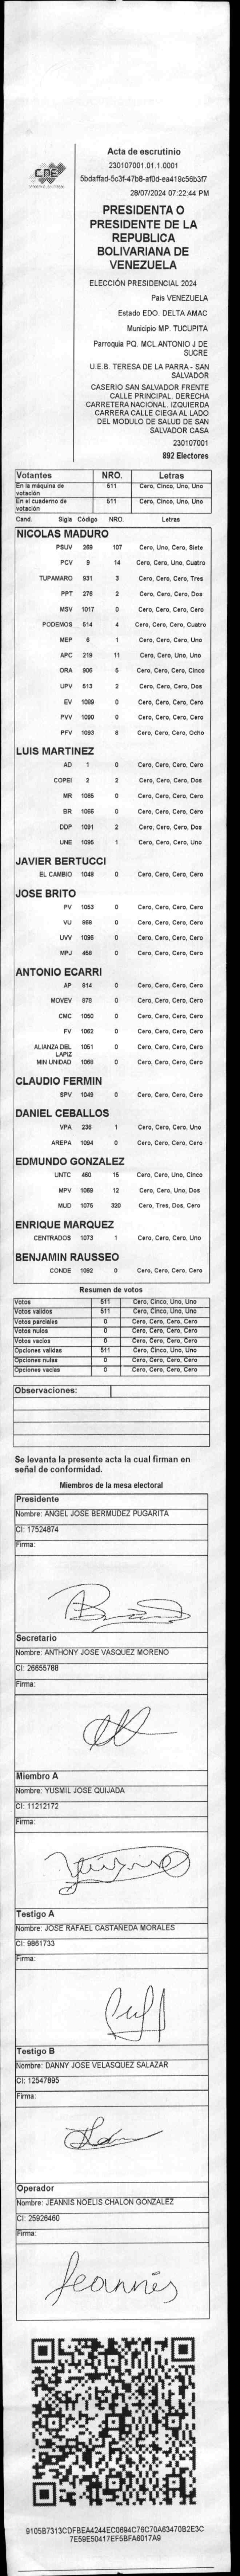 CNE
Acta de escrutinio
230107001.01.1.0001
5bdaffad-5c3f-47b8-af0d-ea419c56b3f7
28/07/2024 07:22:44 PM
PRESIDENTA O
PRESIDENTE DE LA
REPUBLICA
BOLIVARIANA DE
VENEZUELA
ELECCIÓN PRESIDENCIAL 2024
Pais VENEZUELA
Estado EDO. DELTA AMAC
Municipio MP. TUCUPITA
Parroquia PQ. MCL ANTONIO J DE
SUCRE
U.E.B. TERESA DE LA PARRA - SAN
SALVADOR
CASERIO SAN SALVADOR FRENTE
CALLE PRINCIPAL. DERECHA
CARRETERA NACIONAL. IZQUIERDA
CARRERA CALLE CIEGA AL LADO
DEL MODULO DE SALUD DE SAN
SALVADOR CASA
230107001
892 Electores
Votantes NRO. Letras
En la máquina de votación 511 Cero, Cinco, Uno, Uno
En el cuaderno de votación 511 Cero, Cinco, Uno, Uno
Cand. Sigla Código NRO. Letras
NICOLAS MADURO
PSUV 269 107 Cero, Uno, Cero, Siete
PCV 9 14 Cero, Cero, Uno, Cuatro
TUPAMARO 931 3 Cero, Cero, Cero, Tres
PPT 276 2 Cero, Cero, Cero, Dos
MSV 1017 0 Cero, Cero, Cero, Cero
PODEMOS 514 4 Cero, Cero, Cero, Cuatro
MEP 6 1 Cero, Cero, Cero, Uno
APC 219 11 Cero, Cero, Uno, Uno
ORA 906 5 Cero, Cero, Cero, Cinco
UPV 513 2 Cero, Cero, Cero, Dos
EV 1089 0 Cero, Cero, Cero, Cero
PVV 1090 0 Cero, Cero, Cero, Cero
PFV 1093 8 Cero, Cero, Cero, Ocho
LUIS MARTINEZ
AD 1 0 Cero, Cero, Cero, Cero
COPEI 2 2 Cero, Cero, Cero, Dos
MR 1065 0 Cero, Cero, Cero, Cero
BR 1066 0 Cero, Cero, Cero, Cero
DDP 1091 2 Cero, Cero, Cero, Dos
UNE 1095 1 Cero, Cero, Cero, Uno
JAVIER BERTUCCI
EL CAMBIO 1048 0 Cero, Cero, Cero, Cero
JOSE BRITO
PV 1053 0 Cero, Cero, Cero, Cero
VU 868 0 Cero, Cero, Cero, Cero
UVV 1096 0 Cero, Cero, Cero, Cero
MPJ 458 0 Cero, Cero, Cero, Cero
ANTONIO ECARRI
AP 814 0 Cero, Cero, Cero, Cero
MOVEV 878 0 Cero, Cero, Cero, Cero
CMC 1050 0 Cero, Cero, Cero, Cero
FV 1062 0 Cero, Cero, Cero, Cero
ALIANZA DEL LAPIZ 1051 0 Cero, Cero, Cero, Cero
MIN UNIDAD 1068 0 Cero, Cero, Cero, Cero
CLAUDIO FERMIN
SPV 1049 0 Cero, Cero, Cero, Cero
DANIEL CEBALLOS
VPA 236 1 Cero, Cero, Cero, Uno
AREPA 1094 0 Cero, Cero, Cero, Cero
EDMUNDO GONZALEZ
UNTC 460 15 Cero, Cero, Uno, Cinco
MPV 1069 12 Cero, Cero, Uno, Dos
MUD 1075 320 Cero, Tres, Dos, Cero
ENRIQUE MARQUEZ
CENTRADOS 1073 1 Cero, Cero, Cero, Uno
BENJAMIN RAUSSEO
CONDE 1092 0 Cero, Cero, Cero, Cero
Resumen de votos
Votos 511 Cero, Cinco, Uno, Uno
Votos validos 511 Cero, Cinco, Uno, Uno
Votos parciales 0 Cero, Cero, Cero, Cero
Votos nulos 0 Cero, Cero, Cero, Cero
Votos vacios 0 Cero, Cero, Cero, Cero
Opciones validas 511 Cero, Cinco, Uno, Uno
Opciones nulas 0 Cero, Cero, Cero, Cero
Opciones vacias 0 Cero, Cero, Cero, Cero
Observaciones:
Se levanta la presente acta la cual firman en
señal de conformidad.
Miembros de la mesa electoral
Presidente
Nombre: ANGEL JOSE BERMUDEZ PUGARITA
CI: 17524874
Firma:
Secretario
Nombre: ANTHONY JOSE VASQUEZ MORENO
CI: 26655788
Firma:
Miembro A
Nombre: YUSMIL JOSE QUIJADA
CI: 11212172
Firma:
Testigo A
Nombre: JOSE RAFAEL CASTAÑEDA MORALES
CI: 9861733
Firma:
Testigo B
Nombre: DANNY JOSE VELASQUEZ SALAZAR
CI: 12547895
Firma:
Operador
Nombre: JEANNIS NOELIS CHALON GONZALEZ
CI: 25926460
Firma:
Jeannis
9105B7313CDFBEA4244EC0694C76C70A63470B2E3C
7E59E50417EF5BFA6017A9